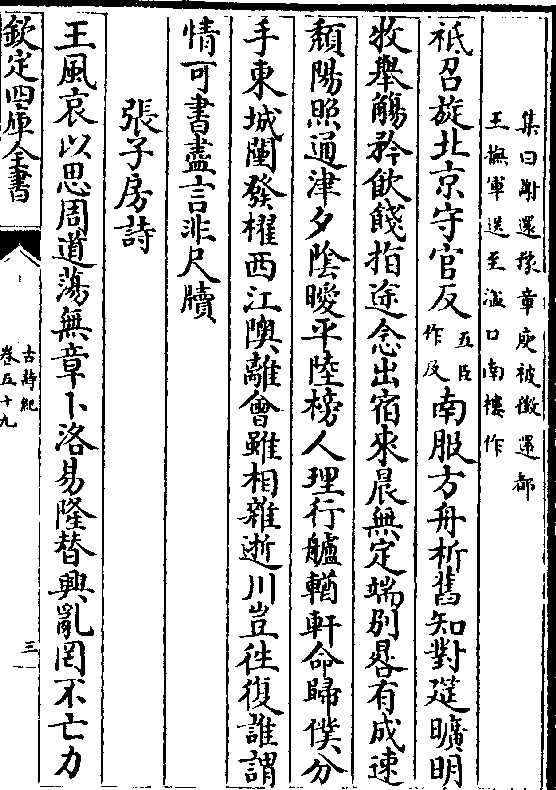 集曰謝還豫章庾被徵還都
王撫軍送至湓口南樓作
祗召旋北京守官反五臣作及南服方舟析舊知對筵曠明
牧舉觴矜飲餞指途念出宿來晨無定端別晷有成速
頹陽照通津夕陰曖平陸榜人理行艫輶軒命歸僕分
手東城闉發櫂西江隩離會雖相雜逝川豈往復誰謂
情可書盡言非尺牘
張子房詩
王風哀以思周道蕩無章卜洛易隆替興亂罔不亡力
欽定四庫全書
古詩紀
卷五十九
三